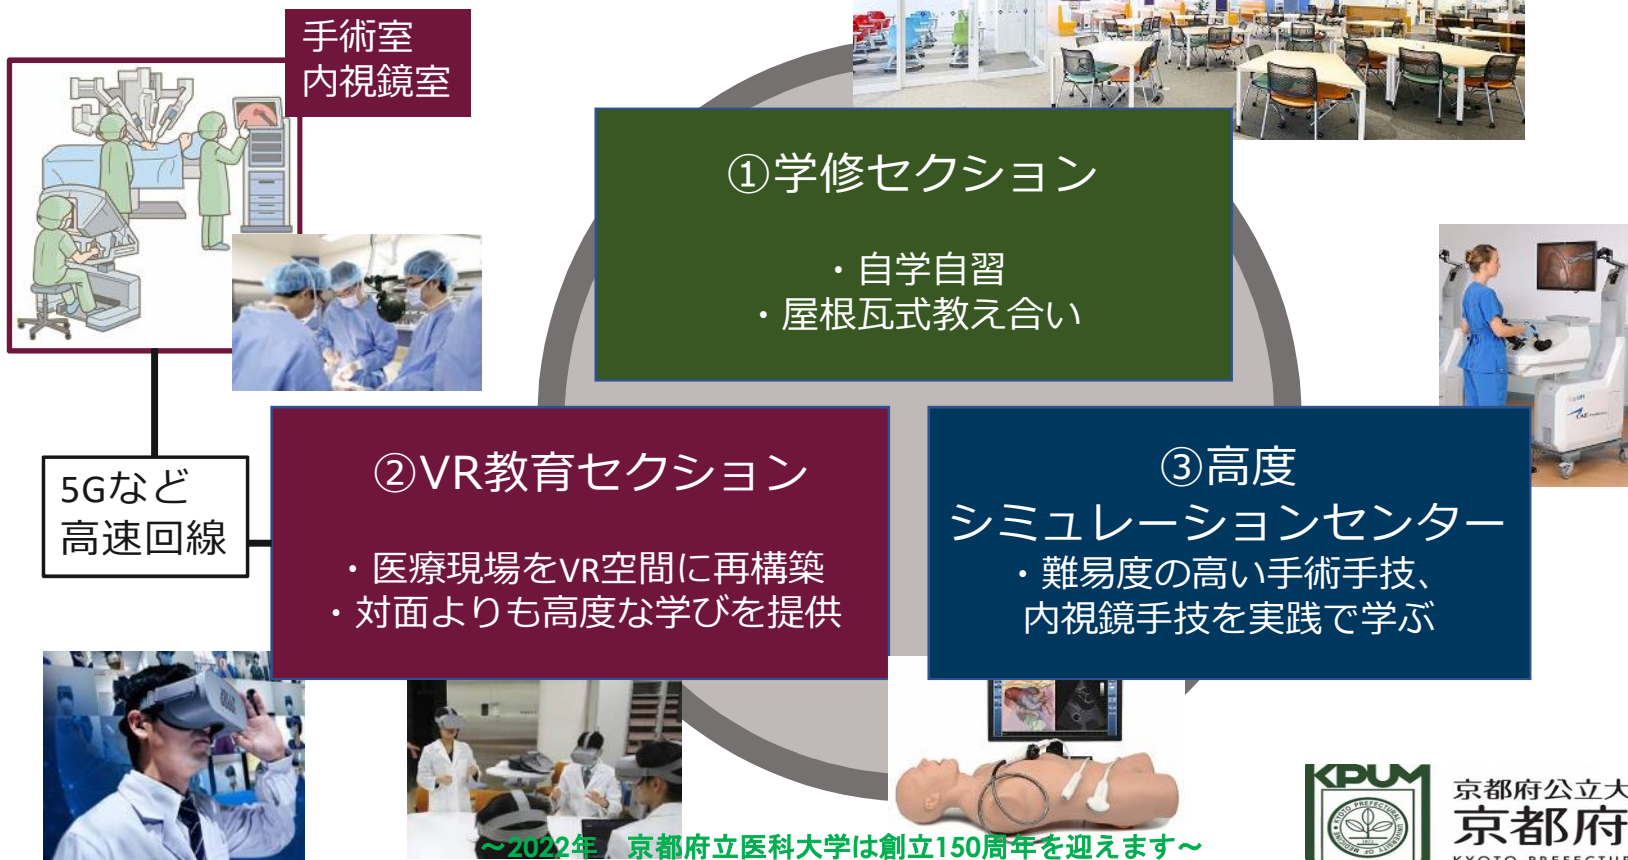 手術室
内視鏡室
①学修セクション
・自学自習
・屋根瓦式教え合い
5Gなど
高速回線
②VR教育セクション
・医療現場をVR空間に再構築
・対面よりも高度な学びを提供
③高度
シミュレーションセンター
・難易度の高い手術手技、
内視鏡手技を実践で学ぶ
～2022年　京都府立医科大学は創立150周年を迎えます～
KPUM
京都府公立大
京都府
KYOTO PREFECTUR